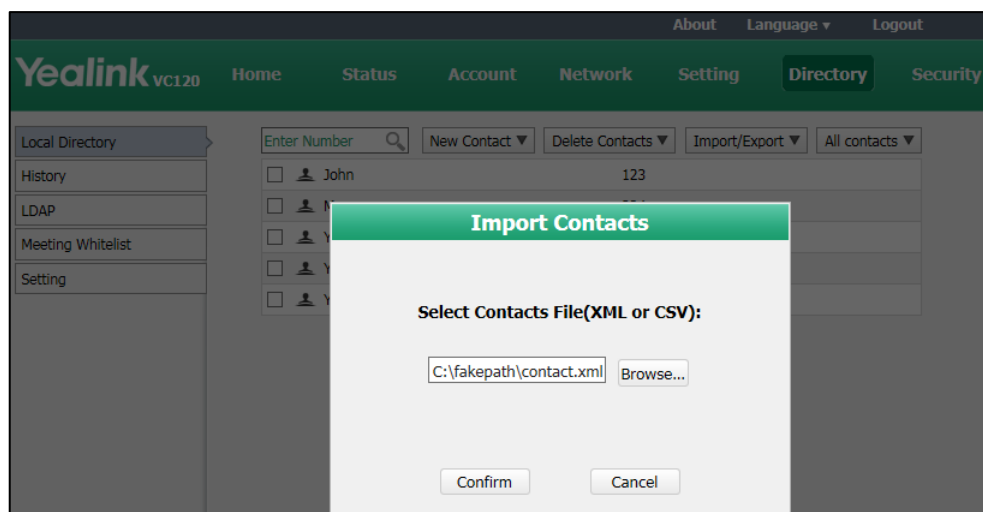 About Language ▾ Logout
Yealink VC120 Home Status Account Network Setting Directory Security
Local Directory
Enter Number New Contact ▼ Delete Contacts ▼ Import/Export ▼ All contacts ▼
History
John 123
LDAP
Meeting Whitelist
Setting
Import Contacts
Select Contacts File(XML or CSV):
C:\fakepath\contact.xml Browse...
Confirm Cancel